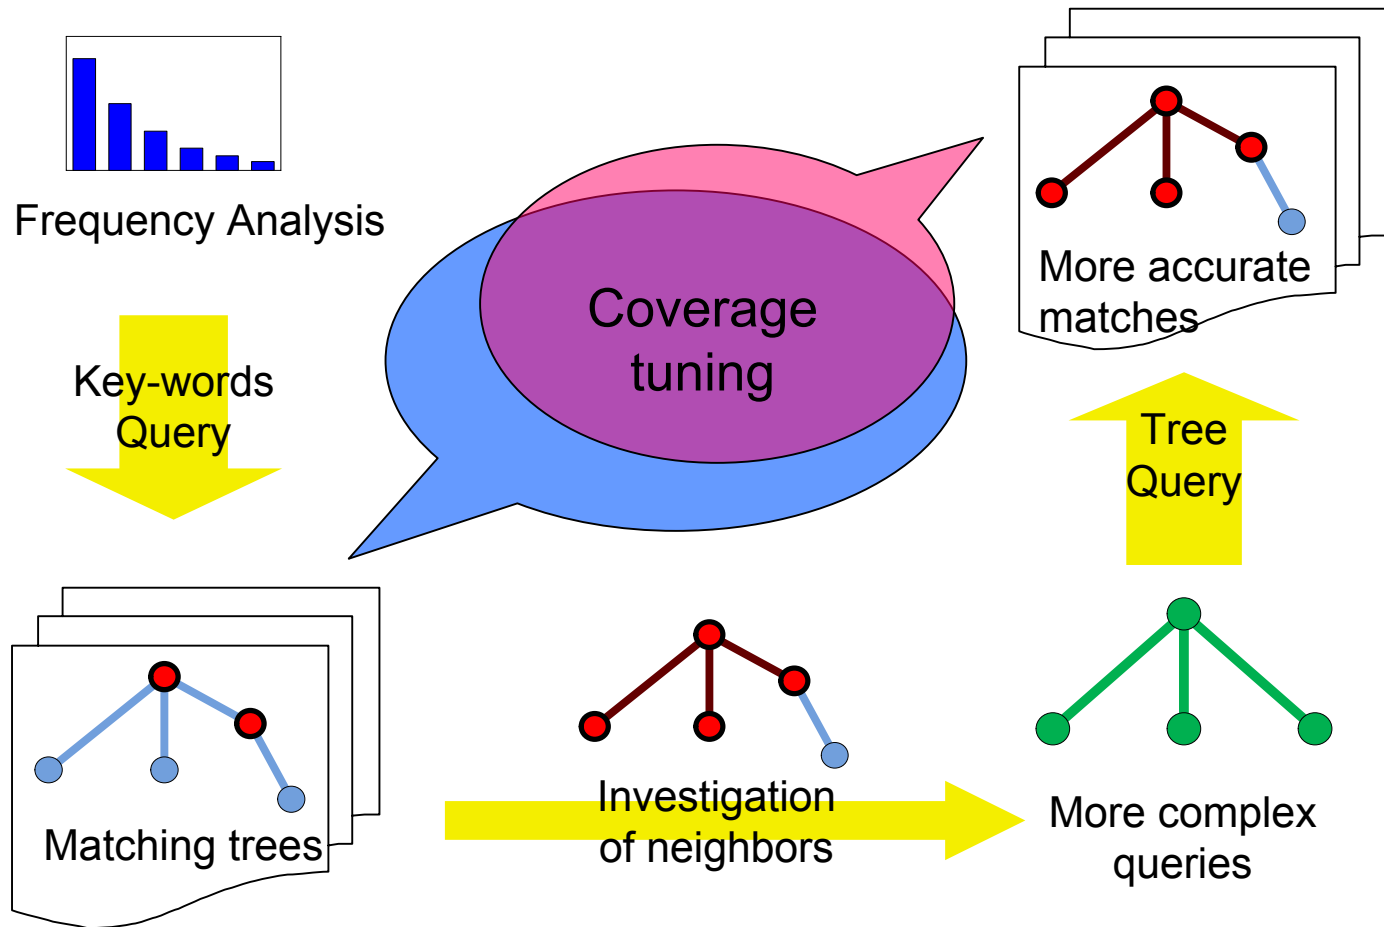 Frequency Analysis
Key-words
Query
Coverage
tuning
More accurate
matches
Tree
Query
Matching trees
Investigation
of neighbors
More complex
queries